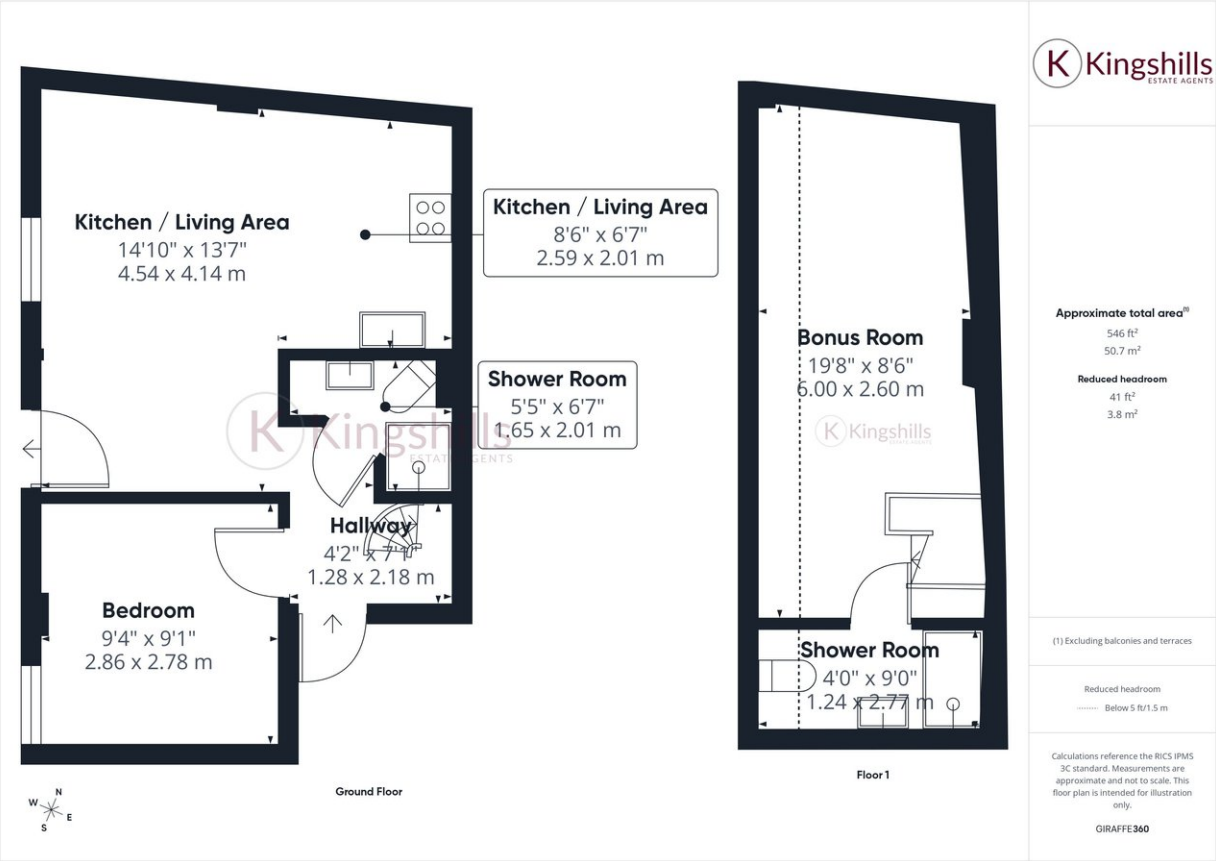 Kitchen / Living Area
14'10" x 13'7"
4.54 x 4.14 m
Kitchen / Living Area
8'6" x 6'7"
2.59 x 2.01 m
Shower Room
5'5" x 6'7"
1.65 x 2.01 m
K Kingshills
ESTATE AGENTS
Hallway
4'2" x 7'1"
1.28 x 2.18 m
Bedroom
9'4" x 9'1"
2.86 x 2.78 m
Ground Floor
N
W
E
S
Bonus Room
19'8" x 8'6"
6.00 x 2.60 m
K Kingshills
ESTATE AGENTS
Shower Room
4'0" x 9'0"
1.24 x 2.77 m
Floor 1
K Kingshills
ESTATE AGENTS
Approximate total area(1)
546 ft²
50.7 m²
Reduced headroom
41 ft²
3.8 m²
(1) Excluding balconies and terraces
Reduced headroom
Below 5 ft/1.5 m
Calculations reference the RICS IPMS
3C standard. Measurements are
approximate and not to scale. This
floor plan is intended for illustration
only.
GIRAFFE360